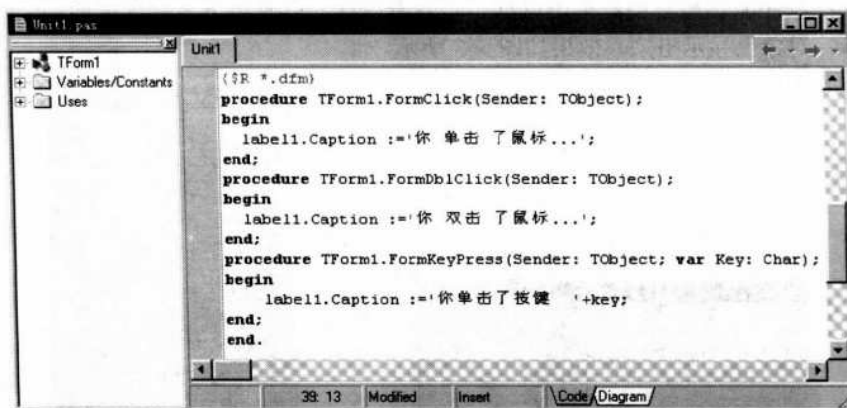 Unit1.pas
TForm1
Variables/Constants
Uses
Unit1
{$R *.dfm}
procedure TForm1.FormClick(Sender: TObject);
begin
label1.Caption :='你 单击 了鼠标...';
end;
procedure TForm1.FormDblClick(Sender: TObject);
begin
label1.Caption :='你 双击 了鼠标...';
end;
procedure TForm1.FormKeyPress(Sender: TObject; var Key: Char);
begin
label1.Caption :='你单击了按键 '+key;
end;
end.
39: 13 Modified Insert Code Diagram